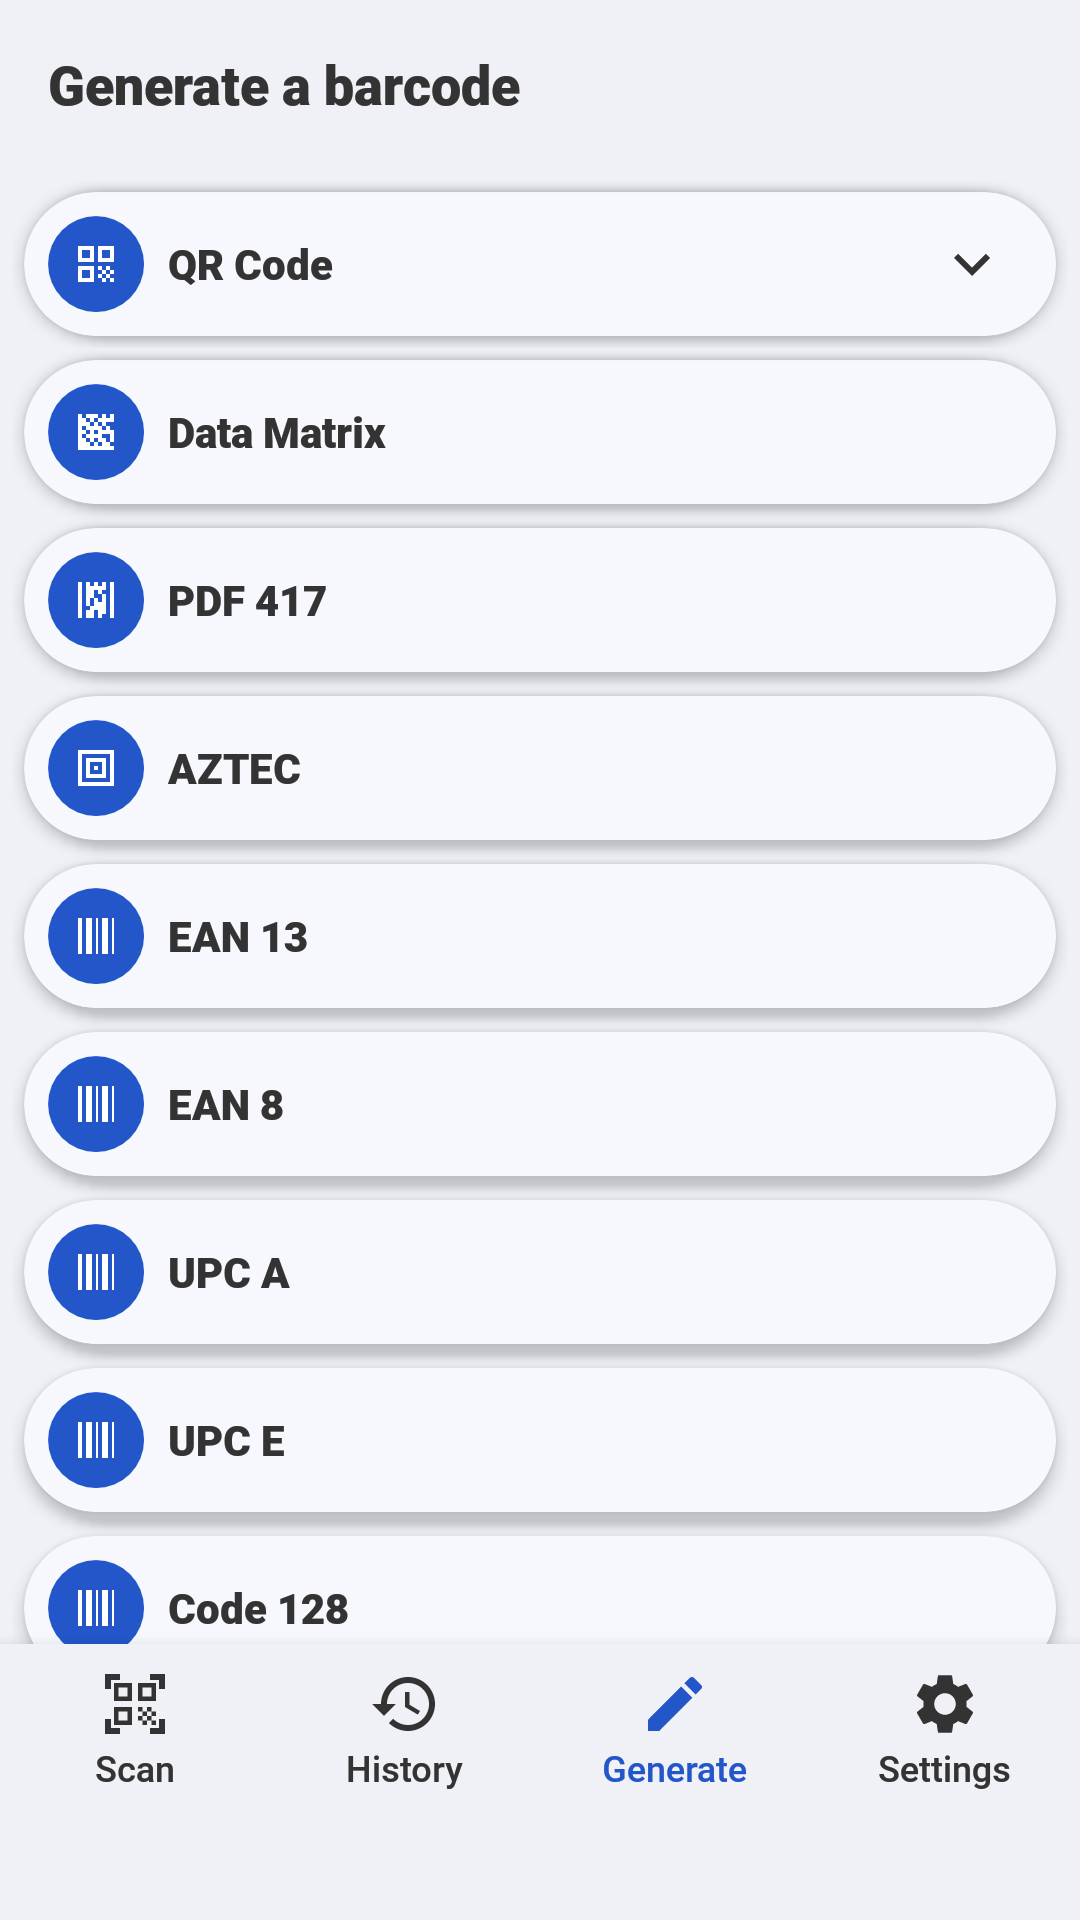 Generate a barcode
QR Code
Data Matrix
PDF 417
AZTEC
EAN 13
EAN 8
UPC A
UPC E
Code 128
Scan
History
Generate
Settings